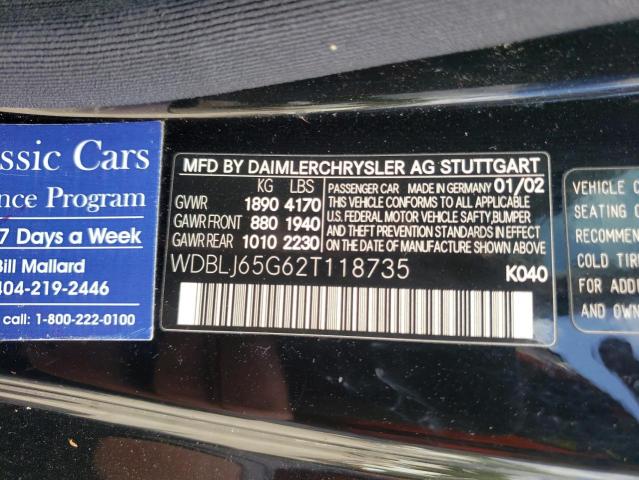 ssic Cars
nce Program
7 Days a Week
Bill Mallard
404-219-2446
call: 1-800-222-0100
MFD BY DAIMLERCHRYSLER AG STUTTGART
KG LBS
GVWR 1890 4170
GAWR FRONT 880 1940
GAWR REAR 1010 2230
PASSENGER CAR MADE IN GERMANY 01/02
THIS VEHICLE CONFORMS TO ALL APPLICABLE
U.S. FEDERAL MOTOR VEHICLE SAFTY,BUMPER
AND THEFT PREVENTION STANDARDS IN EFFECT
ON THE DATE OF MANUFACTURE SHOWN ABOVE
WDBLJ65G62T118735
K040
VEHICLE C
SEATING
RECOMMEN
COLD TIRE
FOR ADD
AND OWN